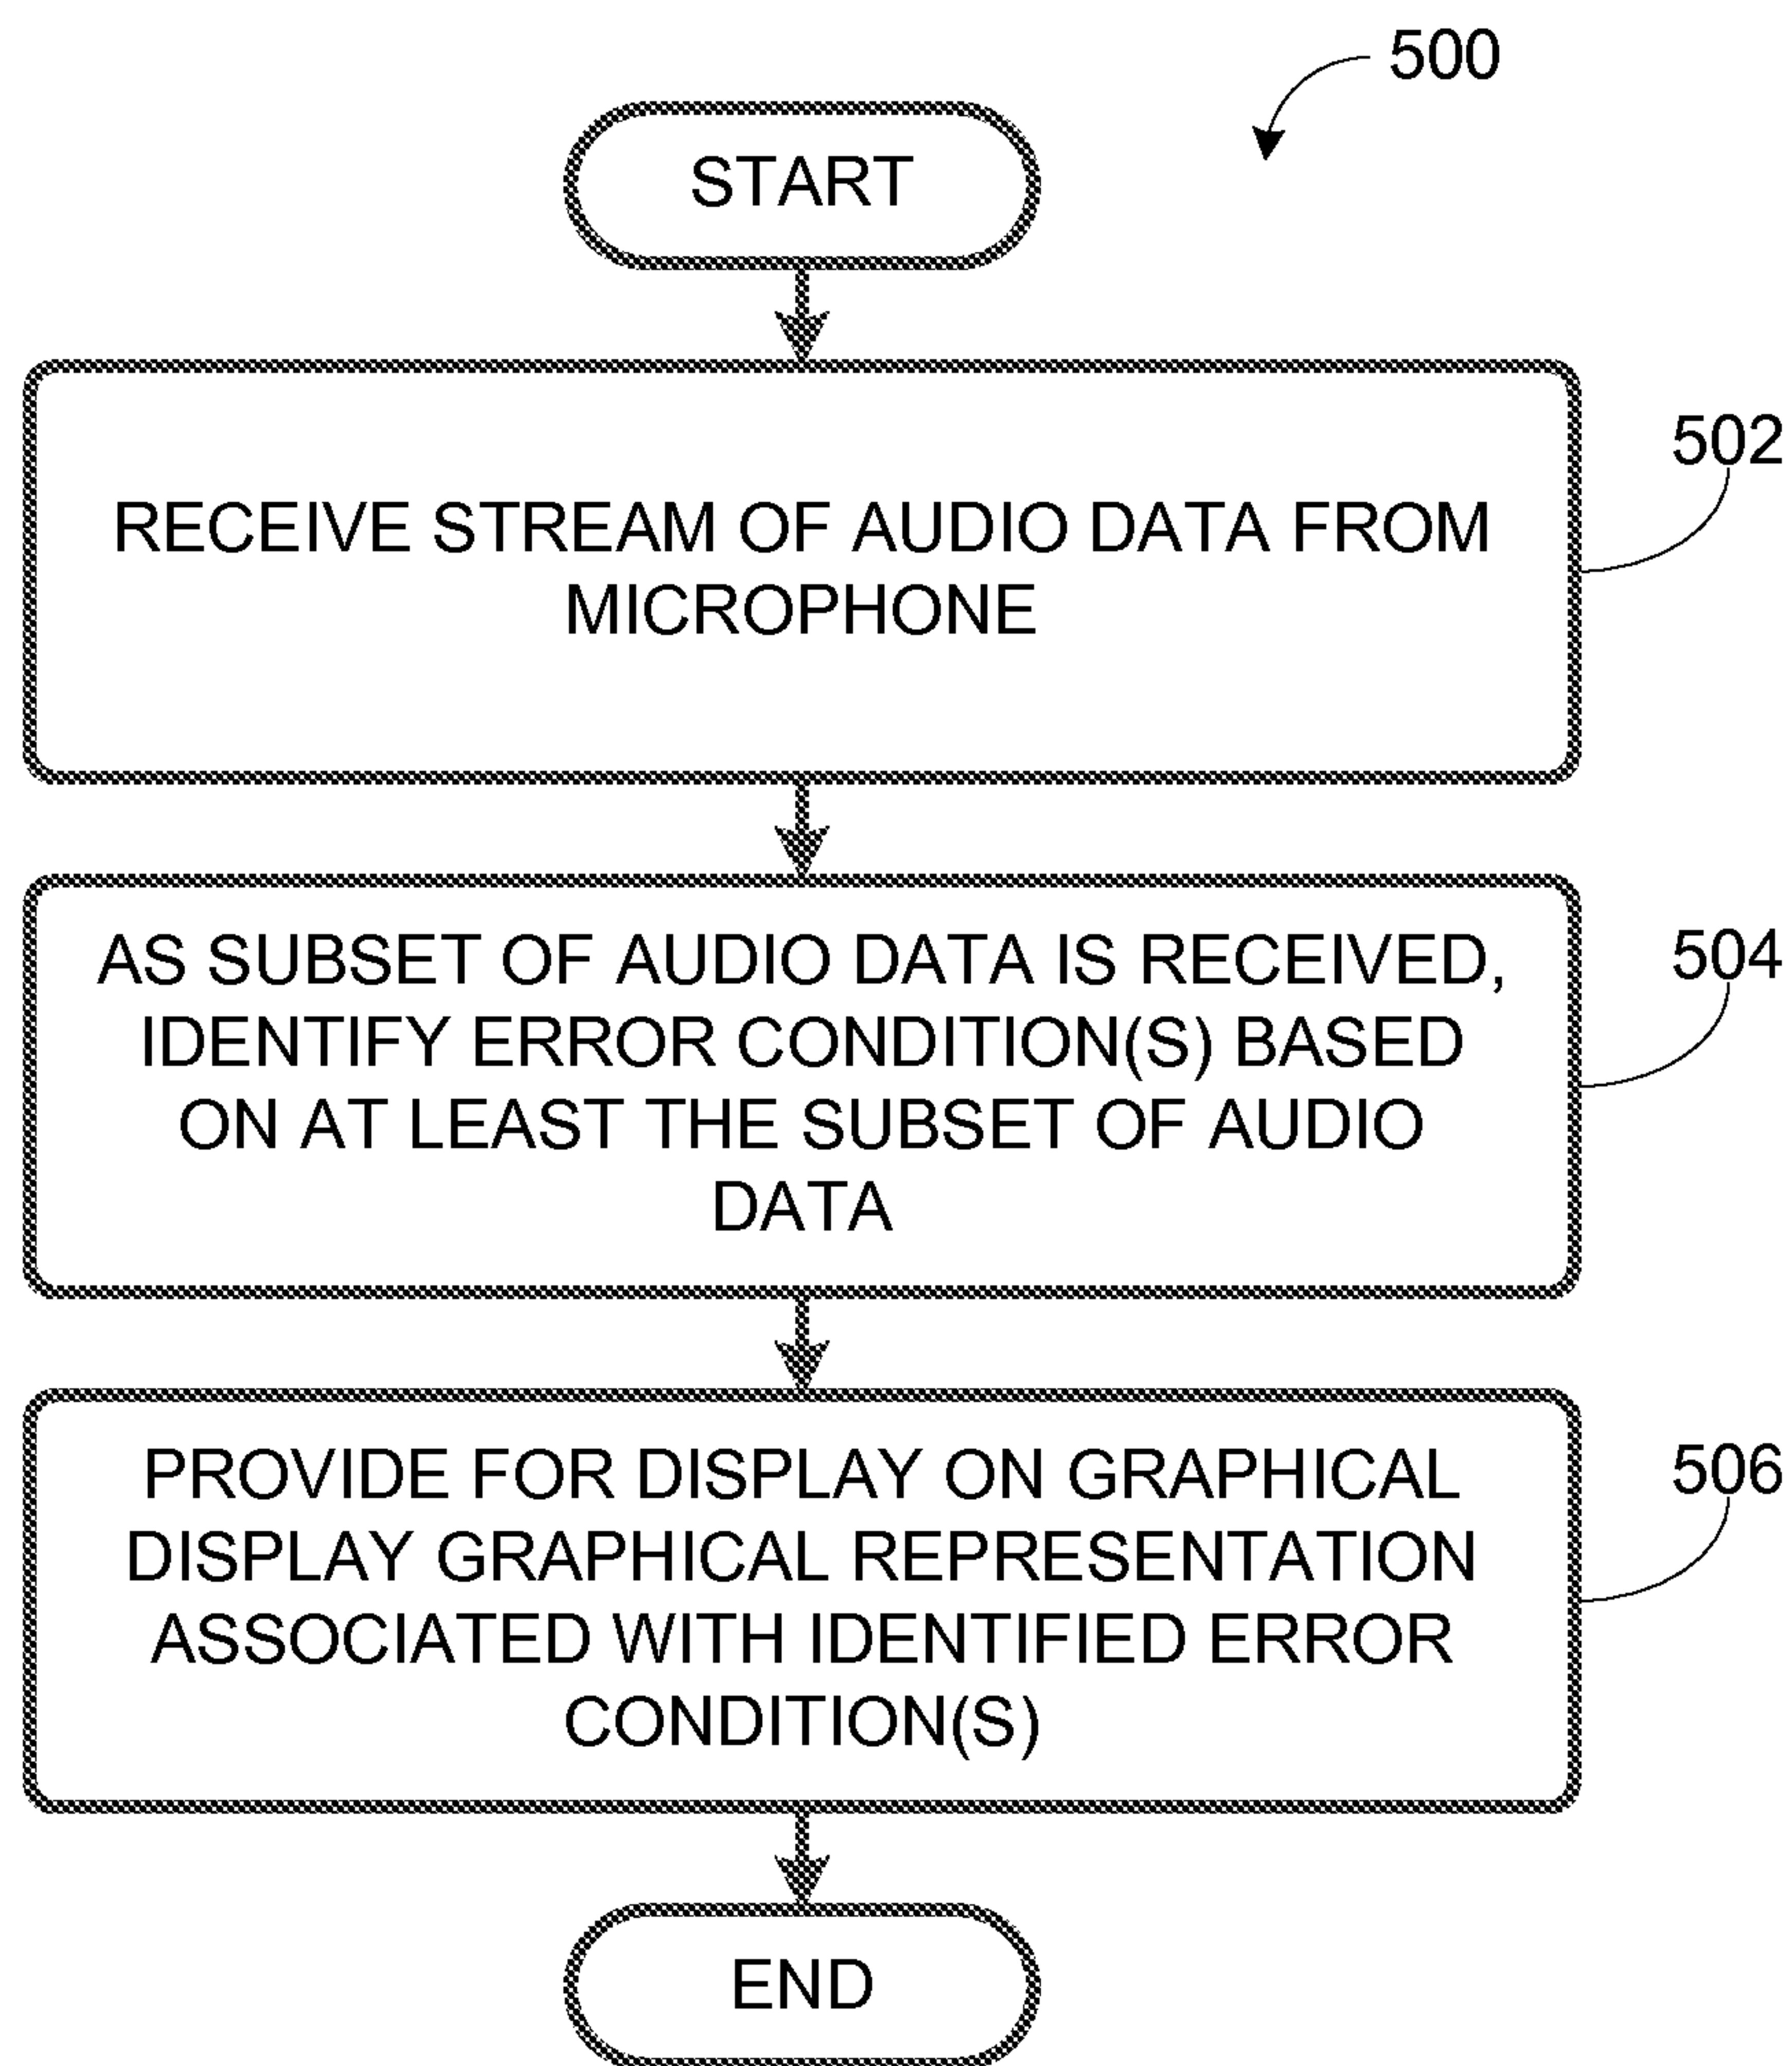 500
START
RECEIVE STREAM OF AUDIO DATA FROM
MICROPHONE
502
AS SUBSET OF AUDIO DATA IS RECEIVED,
IDENTIFY ERROR CONDITION(S) BASED
ON AT LEAST THE SUBSET OF AUDIO
DATA
504
PROVIDE FOR DISPLAY ON GRAPHICAL
DISPLAY GRAPHICAL REPRESENTATION
ASSOCIATED WITH IDENTIFIED ERROR
CONDITION(S)
506
END